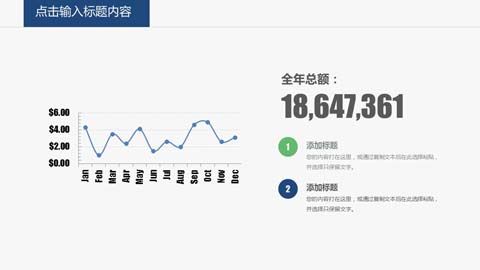 点击输入标题内容
全年总额：
18,647,361
$6.00
$4.00
$2.00
$0.00
Jan
Feb
Mar
Apr
May
Jun
Jul
Aug
Sep
Oct
Nov
Dec
1
添加标题
您的内容打在这里，或通过复制文本后在此选择粘贴，
并选择只保留文字。
2
添加标题
您的内容打在这里，或通过复制文本后在此选择粘贴，
并选择只保留文字。